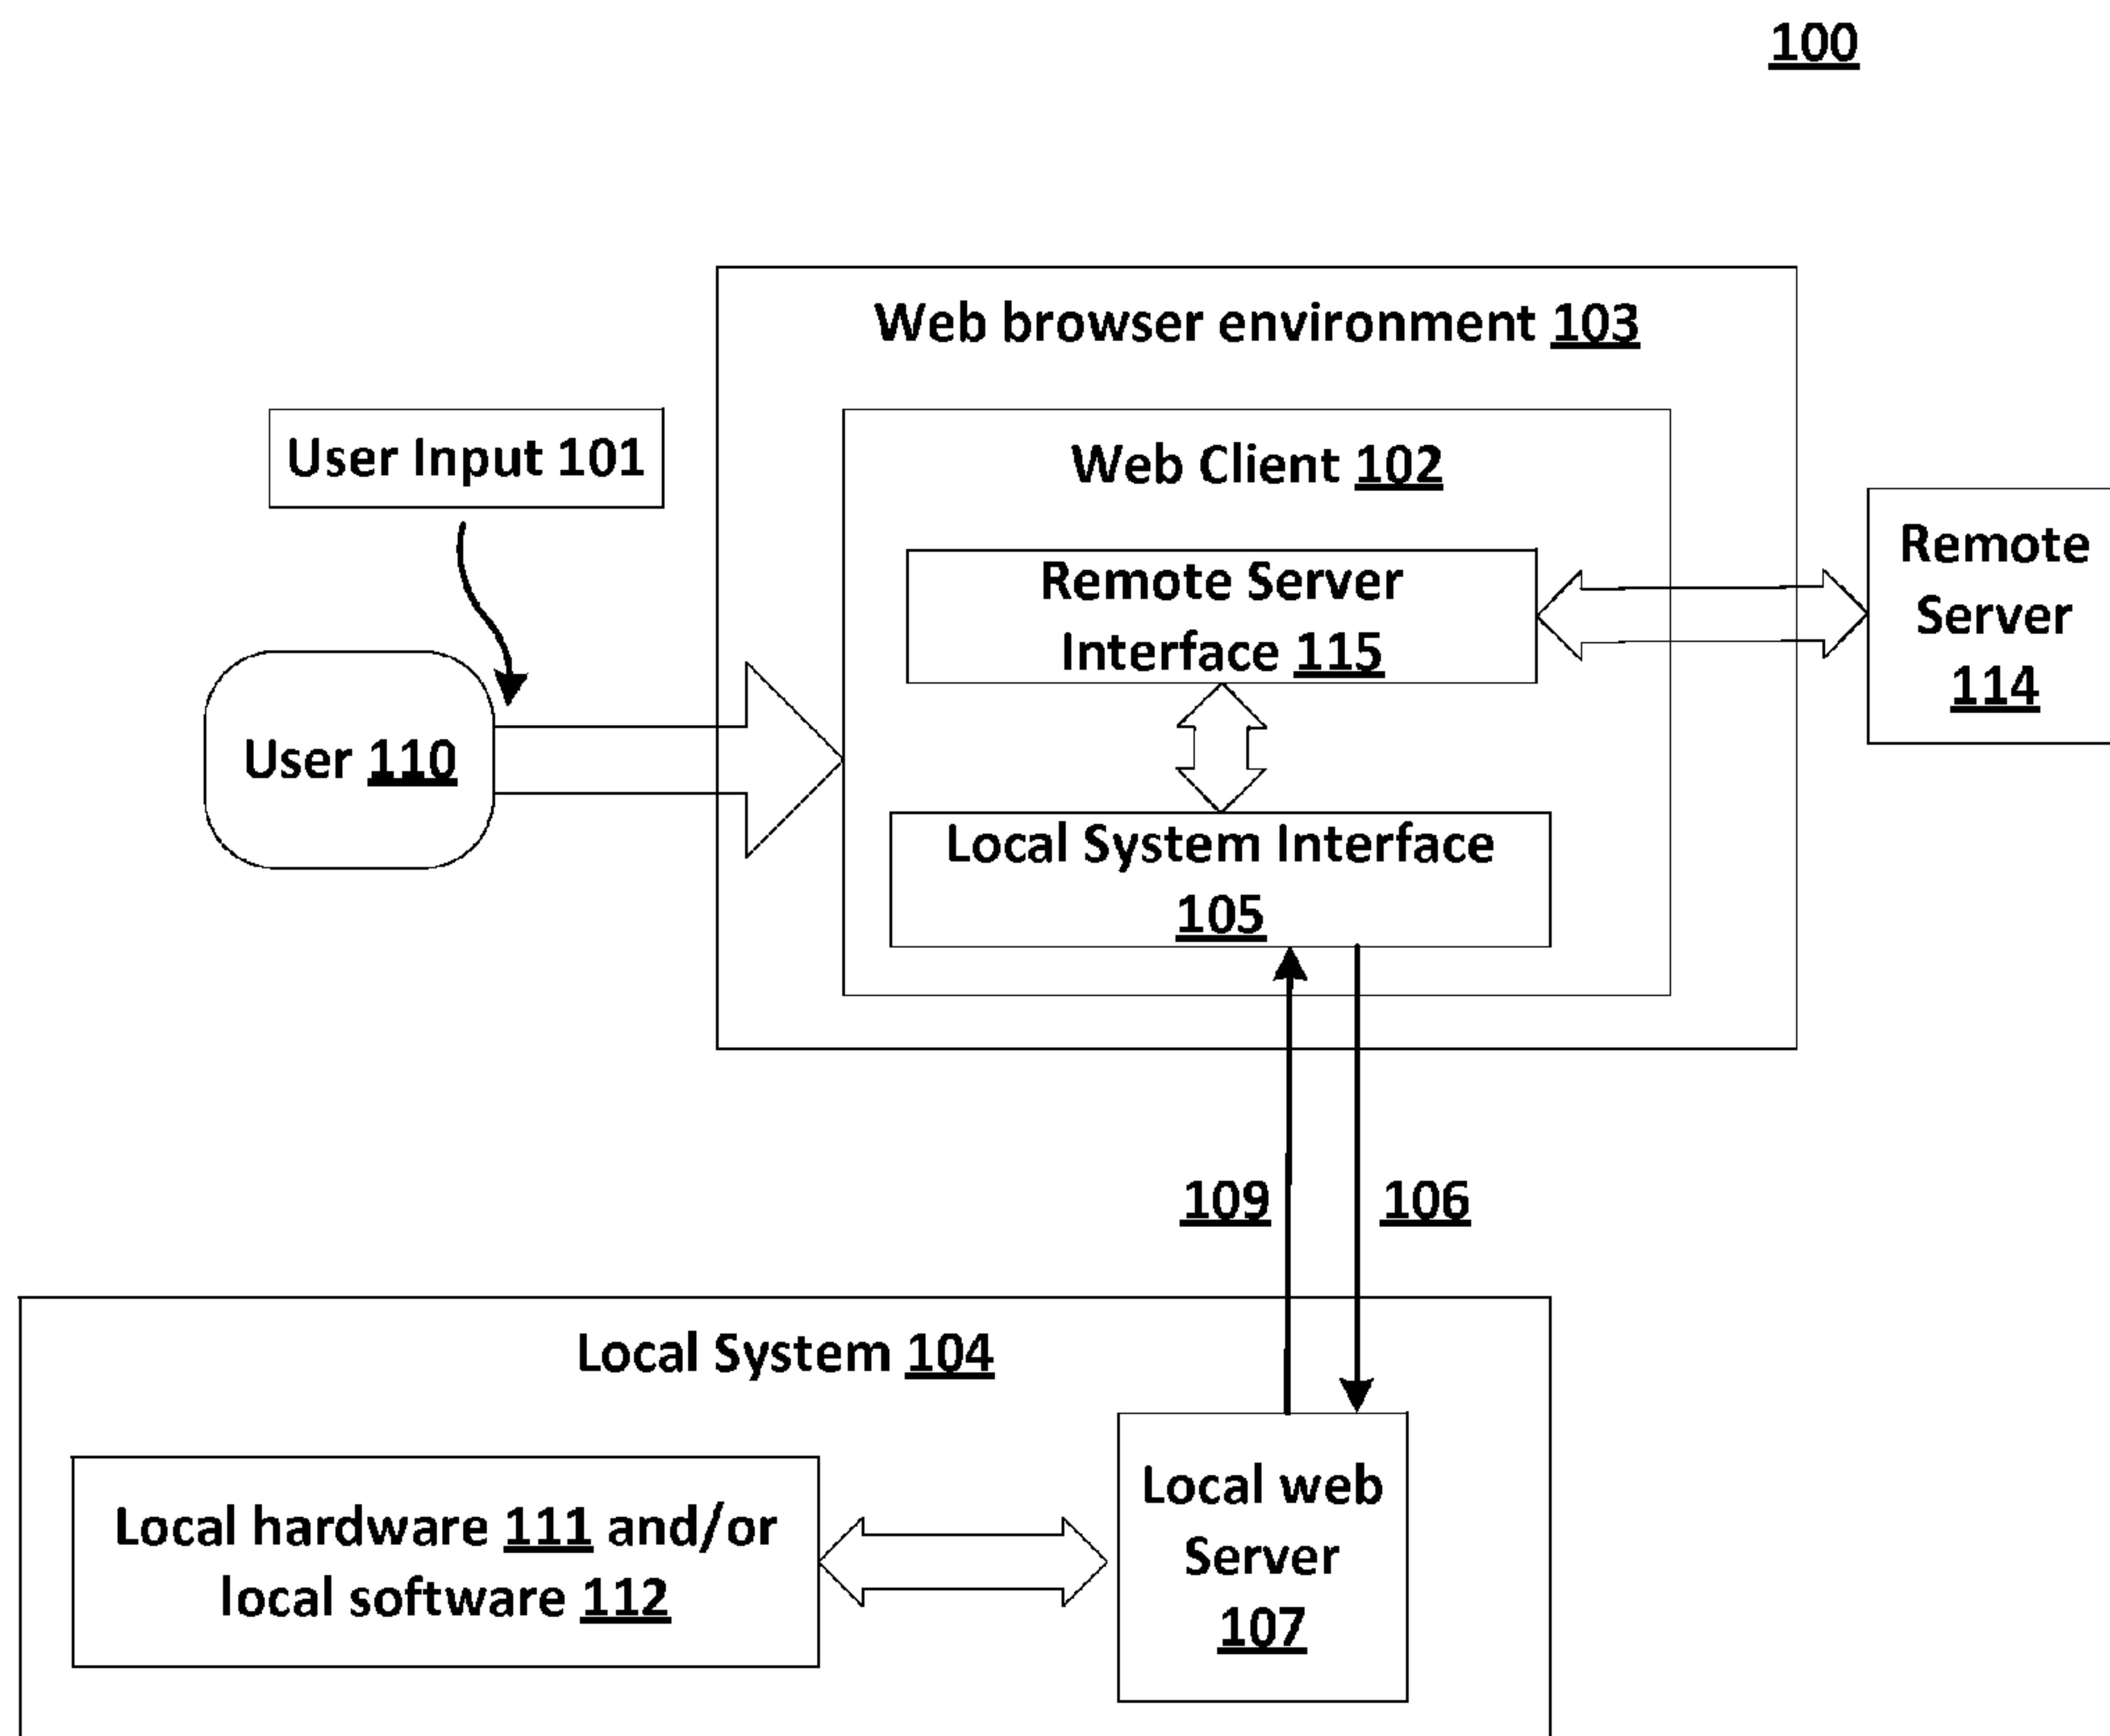 100
Web browser environment 103
User Input 101
Web Client 102
Remote Server
Interface 115
Remote
Server
114
User 110
Local System Interface
105
109
106
Local System 104
Local hardware 111 and/or
local software 112
Local web
Server
107